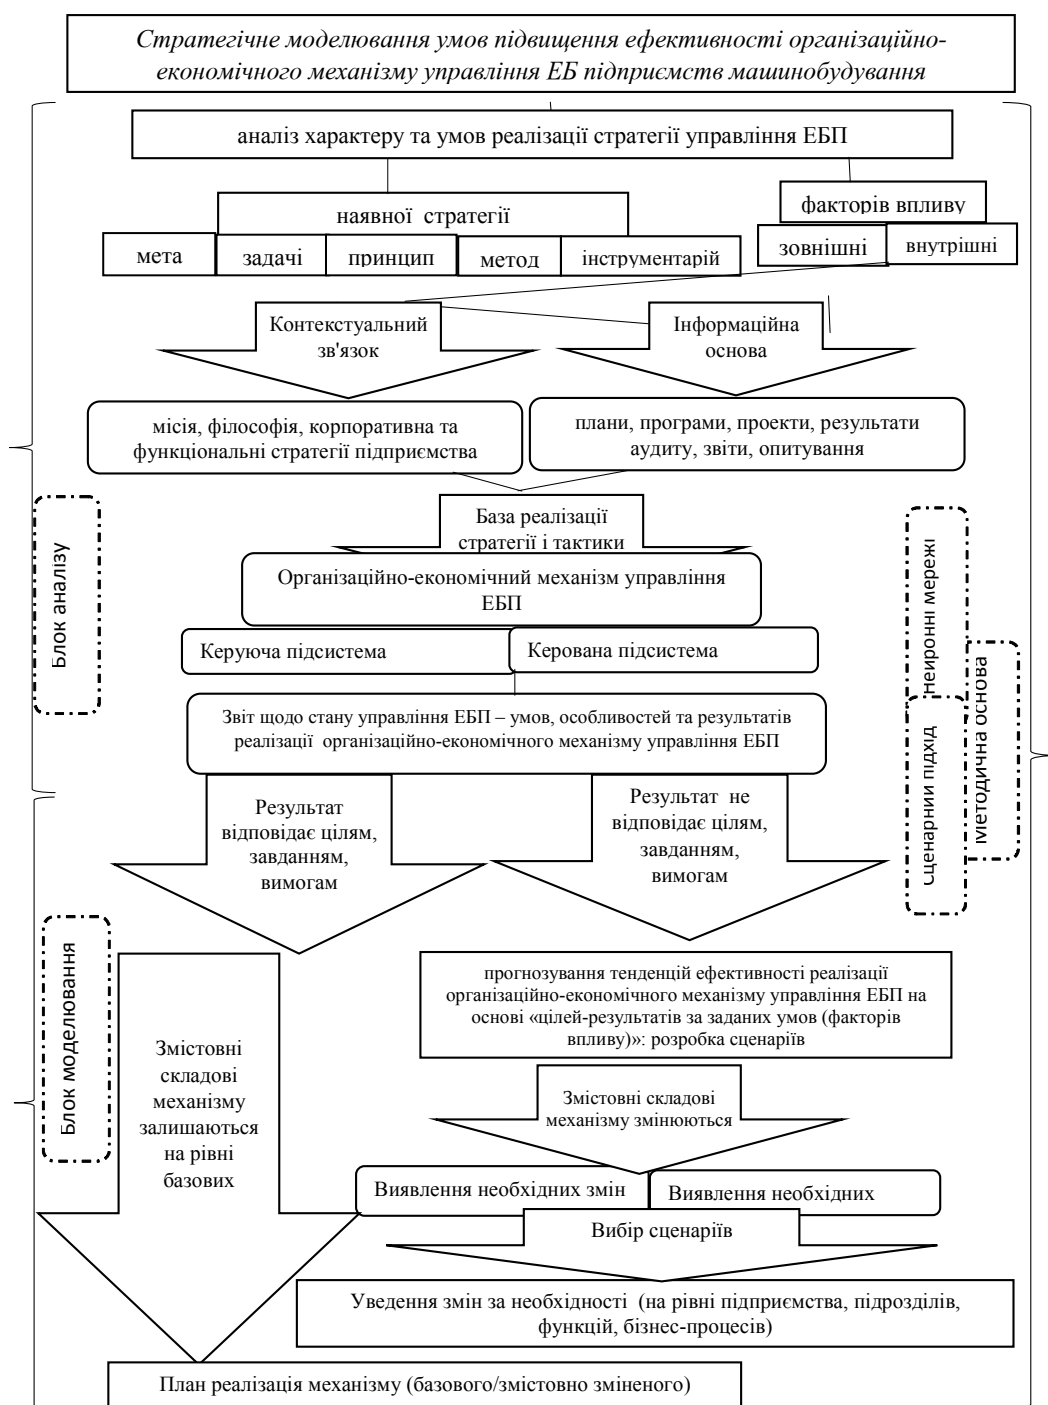 Стратегічне моделювання умов підвищення ефективності організаційно-
економічного механізму управління ЕБ підприємств машинобудування
аналіз характеру та умов реалізації стратегії управління ЕБП
наявної стратегії
факторів впливу
мета
задачі
принцип
метод
інструментарій
зовнішні
внутрішні
Контекстуальний
зв'язок
Інформаційна
основа
місія, філософія, корпоративна та
функціональні стратегії підприємства
плани, програми, проекти, результати
аудиту, звіти, опитування
База реалізації
стратегії і тактики
Організаційно-економічний механізм управління
ЕБП
Керуюча підсистема
Керована підсистема
Звіт щодо стану управління ЕБП – умов, особливостей та результатів
реалізації організаційно-економічного механізму управління ЕБП
Блок аналізу
нейронні мережі
Сценарний підхід
Методична основа
Результат
відповідає цілям,
завданням,
вимогам
Результат не
відповідає цілям,
завданням,
вимогам
Блок моделювання
Змістовні
складові
механізму
залишаються
на рівні
базових
прогнозування тенденцій ефективності реалізації
організаційно-економічного механізму управління ЕБП на
основі «цілей-результатів за заданих умов (факторів
впливу)»: розробка сценаріїв
Змістовні складові
механізму змінюються
Виявлення необхідних змін
Виявлення необхідних
Вибір сценаріїв
Уведення змін за необхідності (на рівні підприємства, підрозділів,
функцій, бізнес-процесів)
План реалізація механізму (базового/змістовно зміненого)